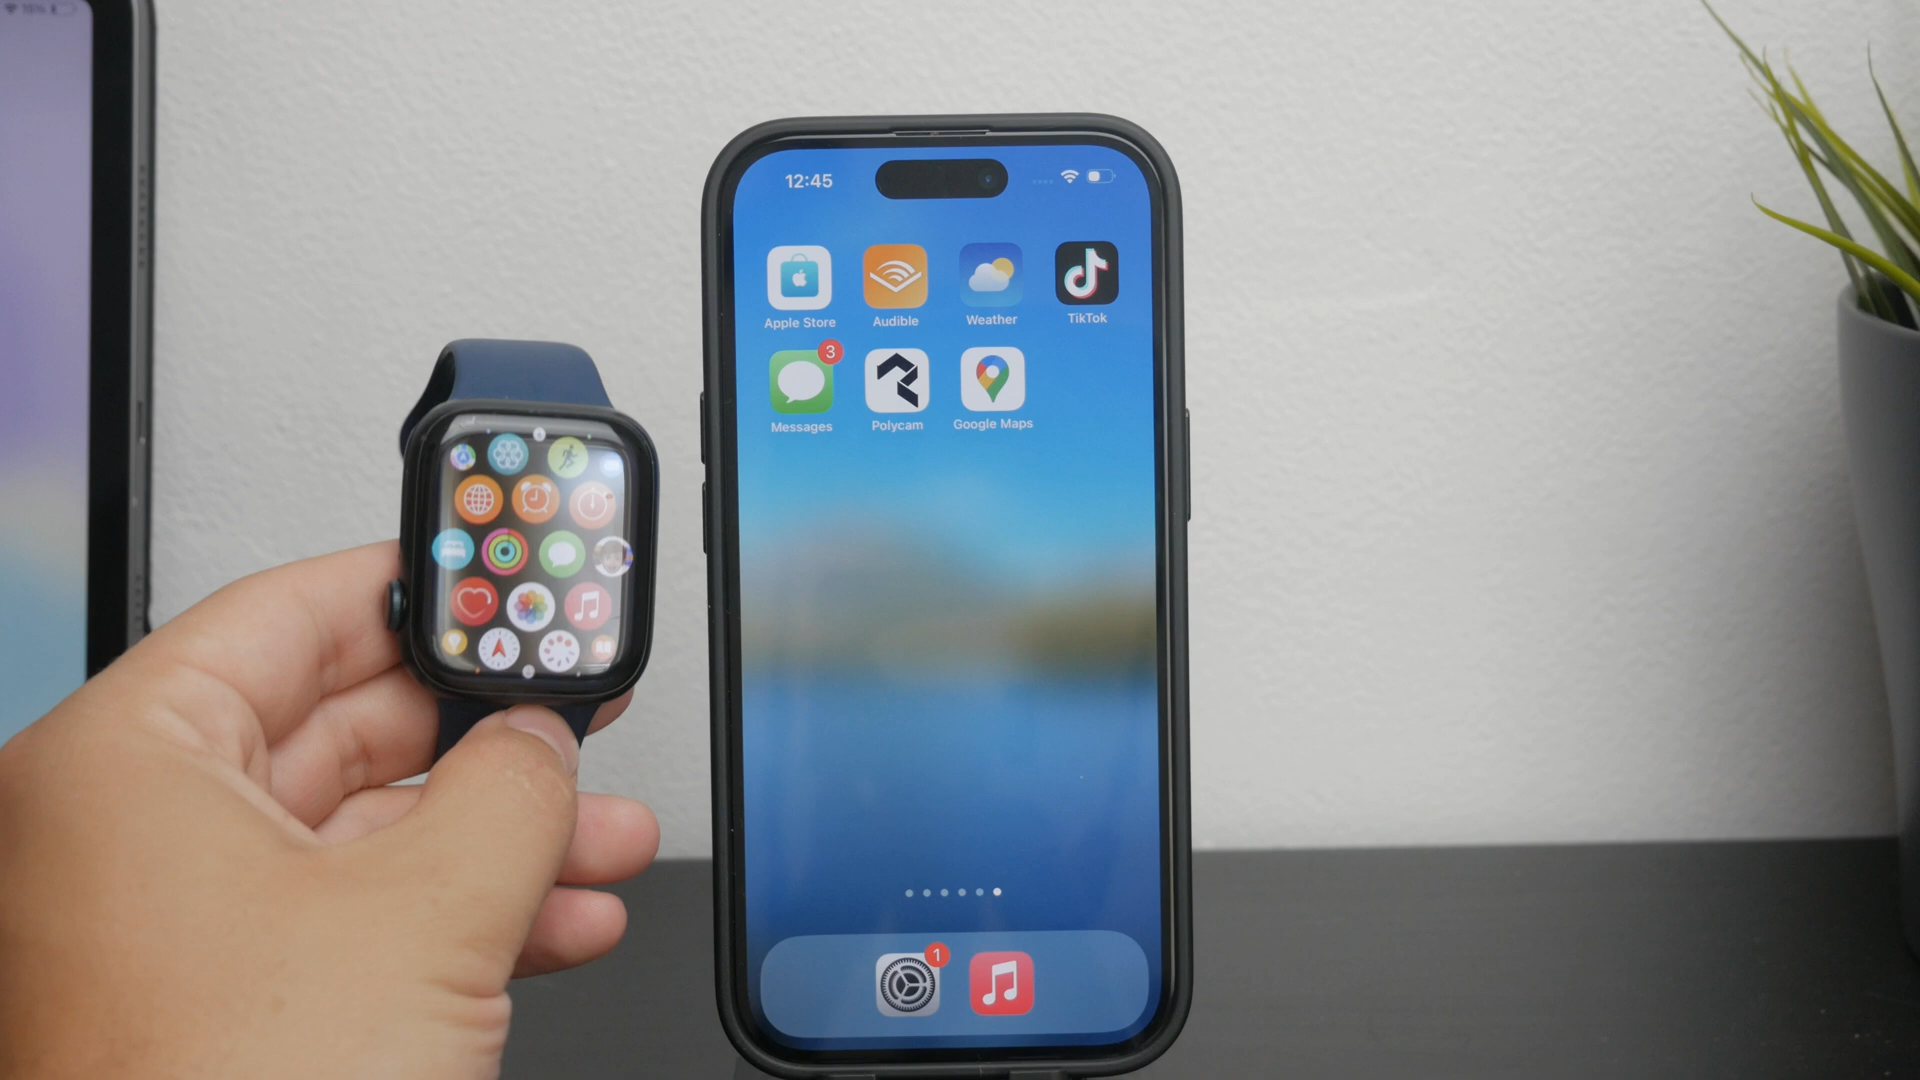 12:45
Apple Store
Audible
Weather
TikTok
3
Messages
Polycam
Google Maps
1